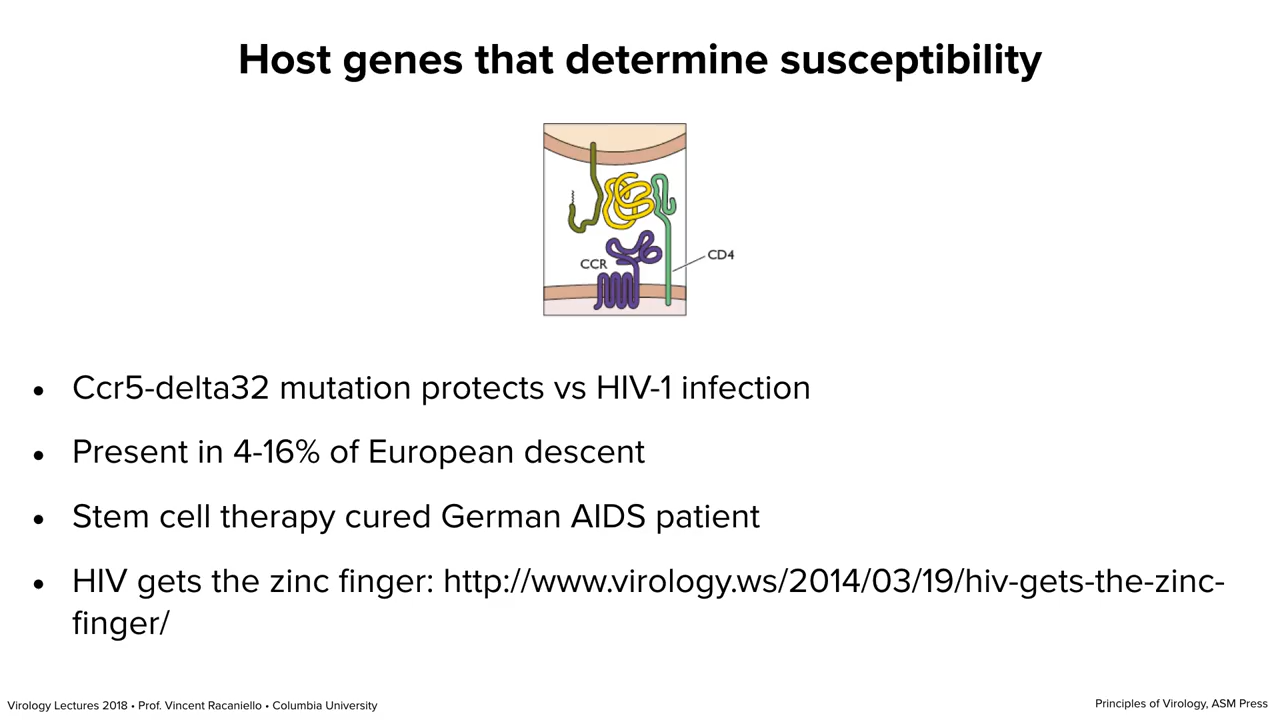 Host genes that determine susceptibility
CCR
CD4
• Ccr5-delta32 mutation protects vs HIV-1 infection
• Present in 4-16% of European descent
• Stem cell therapy cured German AIDS patient
• HIV gets the zinc finger: http://www.virology.ws/2014/03/19/hiv-gets-the-zinc-
finger/
Virology Lectures 2018 • Prof. Vincent Racaniello • Columbia University
Principles of Virology, ASM Press